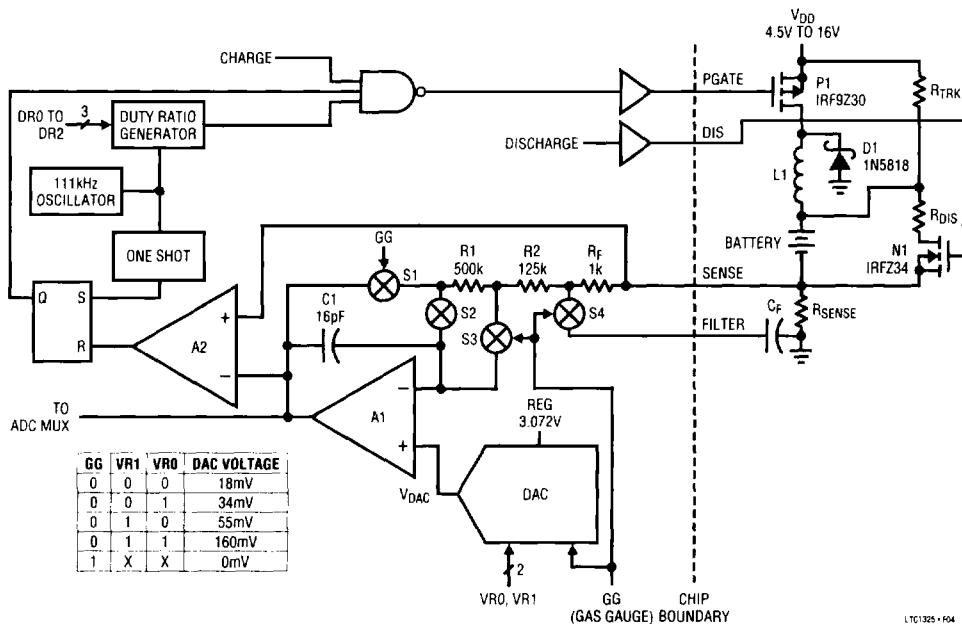 VDD
4.5V TO 16V
CHARGE
PGATE
P1
IRF9Z30
RTRK
DR0 TO
DR2
3
DUTY RATIO
GENERATOR
DISCHARGE
DIS
D1
1N5818
L1
111kHz
OSCILLATOR
RDIS
ONE SHOT
GG
R1
500k
R2
125k
RF
1k
BATTERY
N1
IRFZ34
S1
SENSE
Q
S
R
C1
16pF
S2
S3
S4
CF
RSENSE
FILTER
+
A2
–
–
A1
+
TO
ADC MUX
REG
3.072V
VDAC
DAC
GG VR1 VR0 DAC VOLTAGE
0 0 0 18mV
0 0 1 34mV
0 1 0 55mV
0 1 1 160mV
1 X X 0mV
2
VR0, VR1
GG
(GAS GAUGE)
CHIP
BOUNDARY
LTC1325 • F04